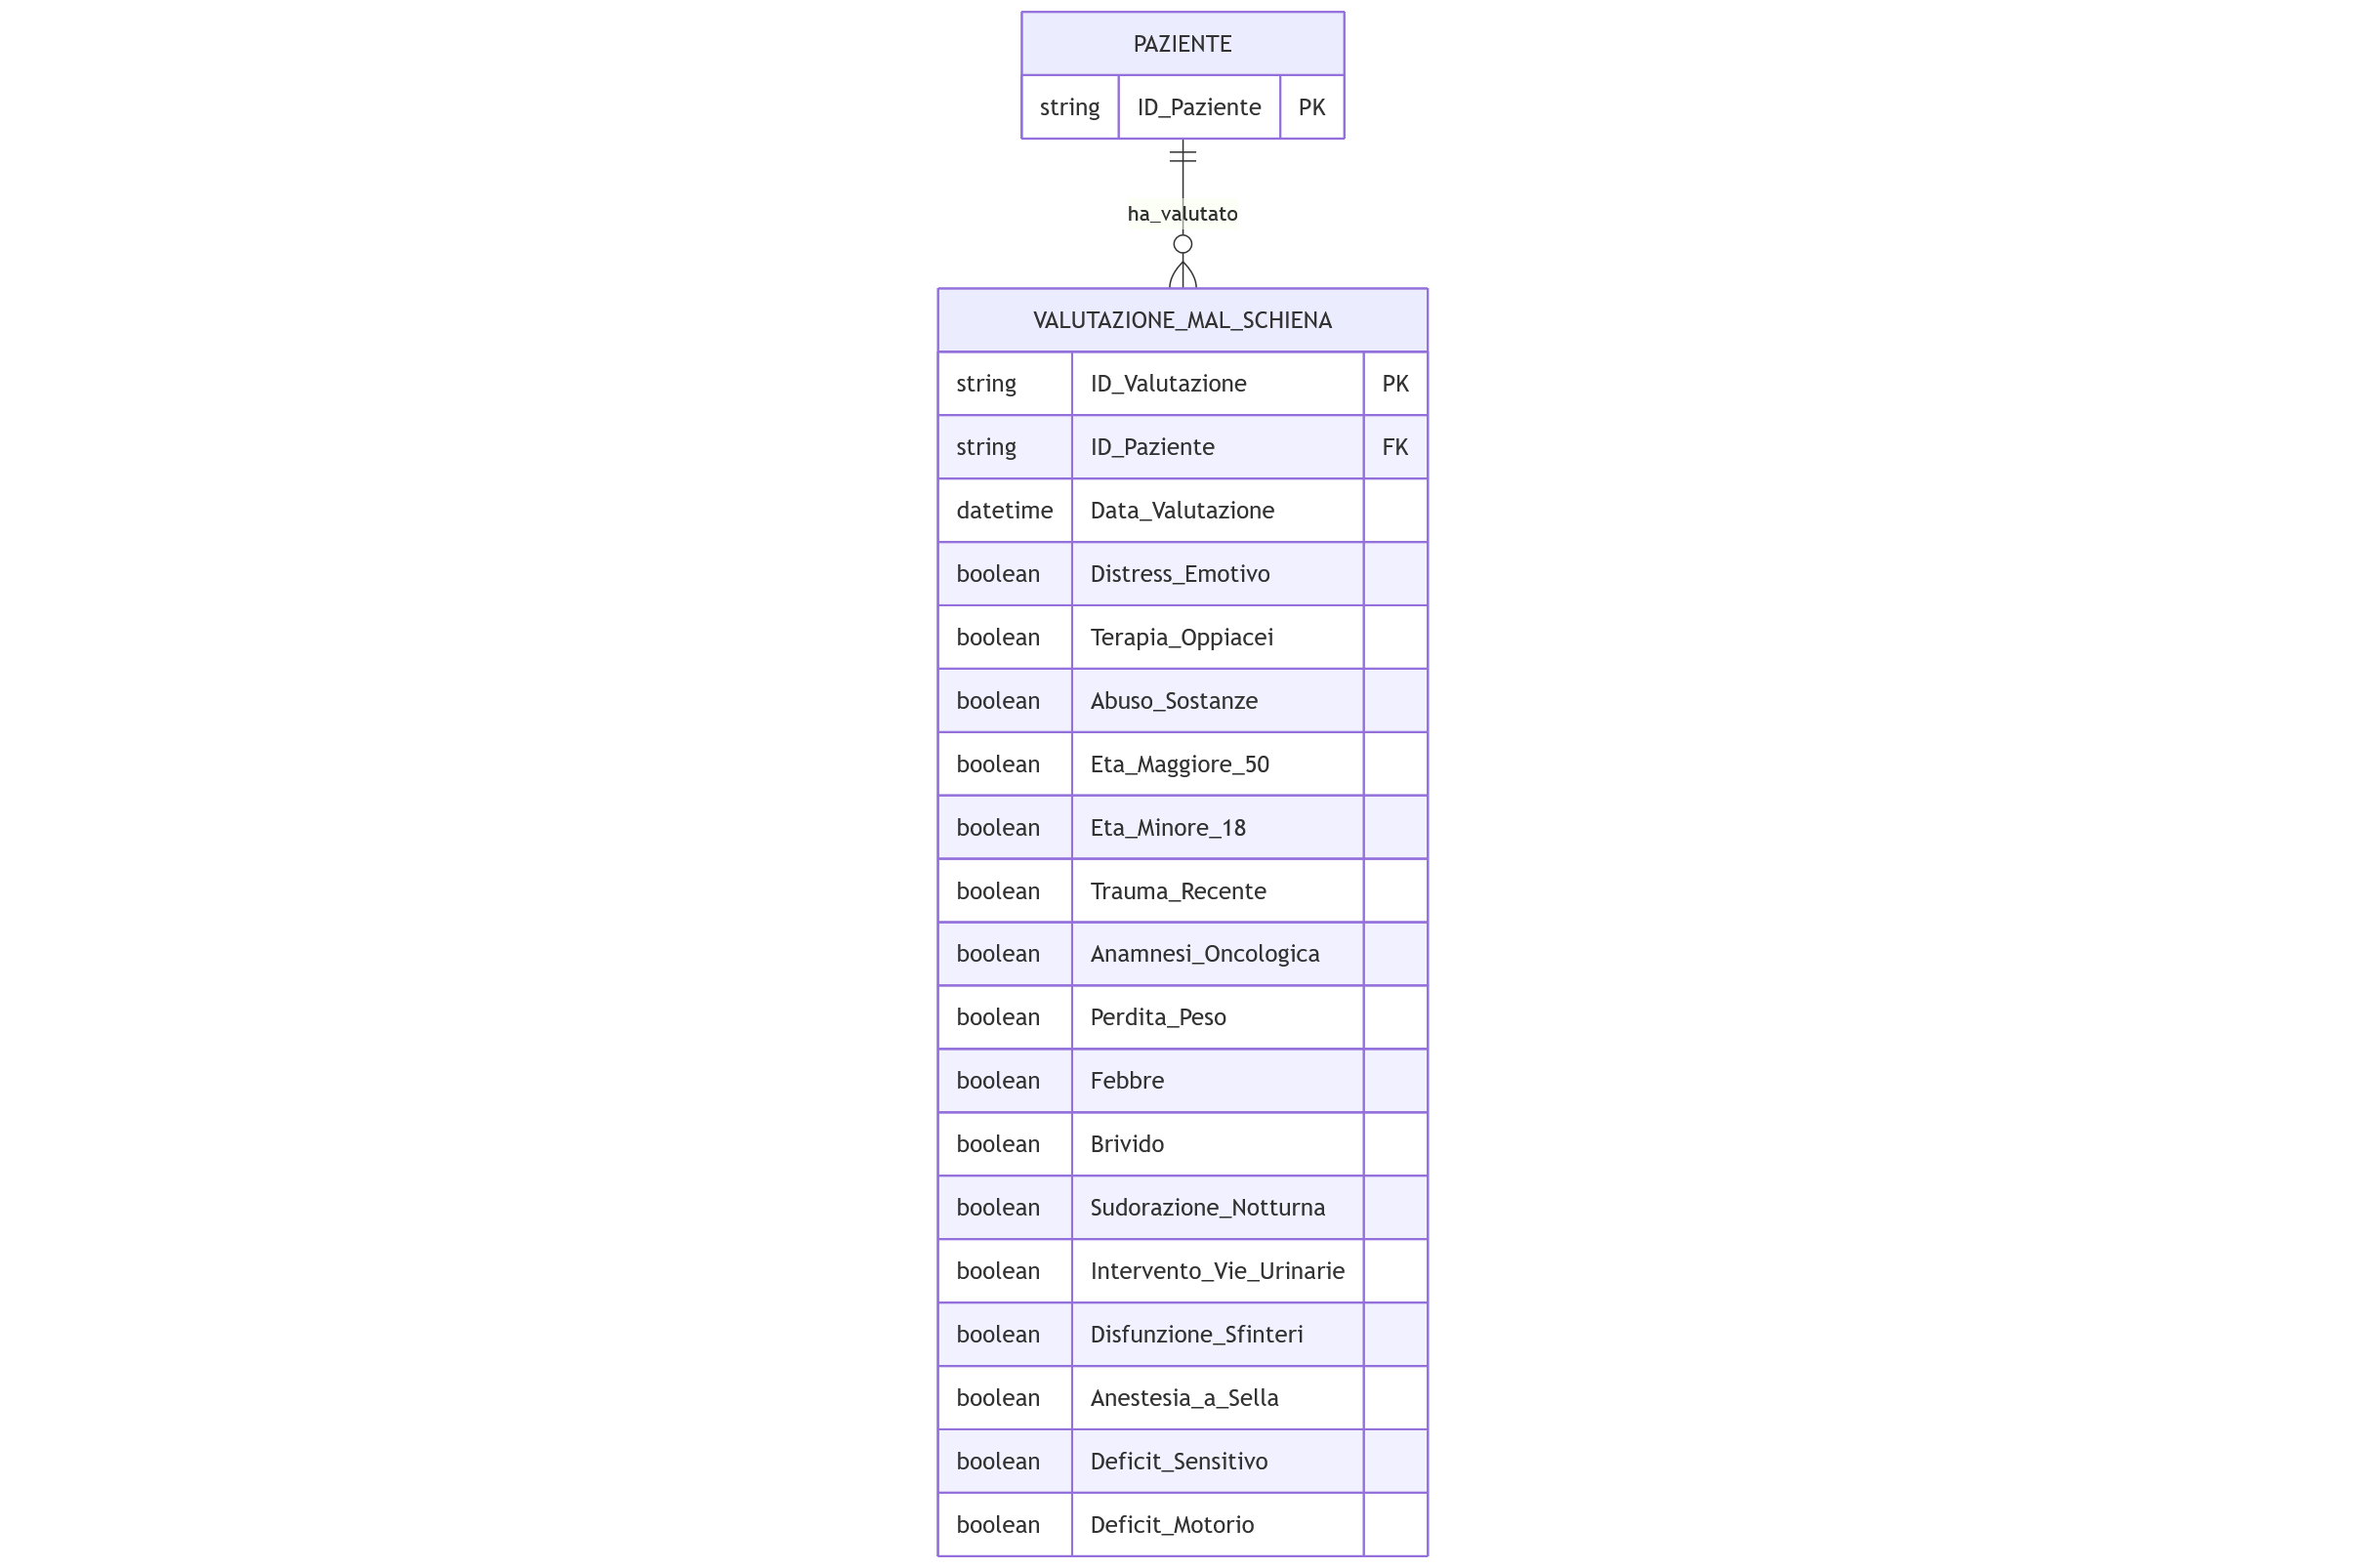 PAZIENTE
string ID_Paziente PK
ha_valutato
VALUTAZIONE_MAL_SCHIENA
string ID_Valutazione PK
string ID_Paziente FK
datetime Data_Valutazione
boolean Distress_Emotivo
boolean Terapia_Oppiacei
boolean Abuso_Sostanze
boolean Eta_Maggiore_50
boolean Eta_Minore_18
boolean Trauma_Recente
boolean Anamnesi_Oncologica
boolean Perdita_Peso
boolean Febbre
boolean Brivido
boolean Sudorazione_Notturna
boolean Intervento_Vie_Urinarie
boolean Disfunzione_Sfinteri
boolean Anestesia_a_Sella
boolean Deficit_Sensitivo
boolean Deficit_Motorio